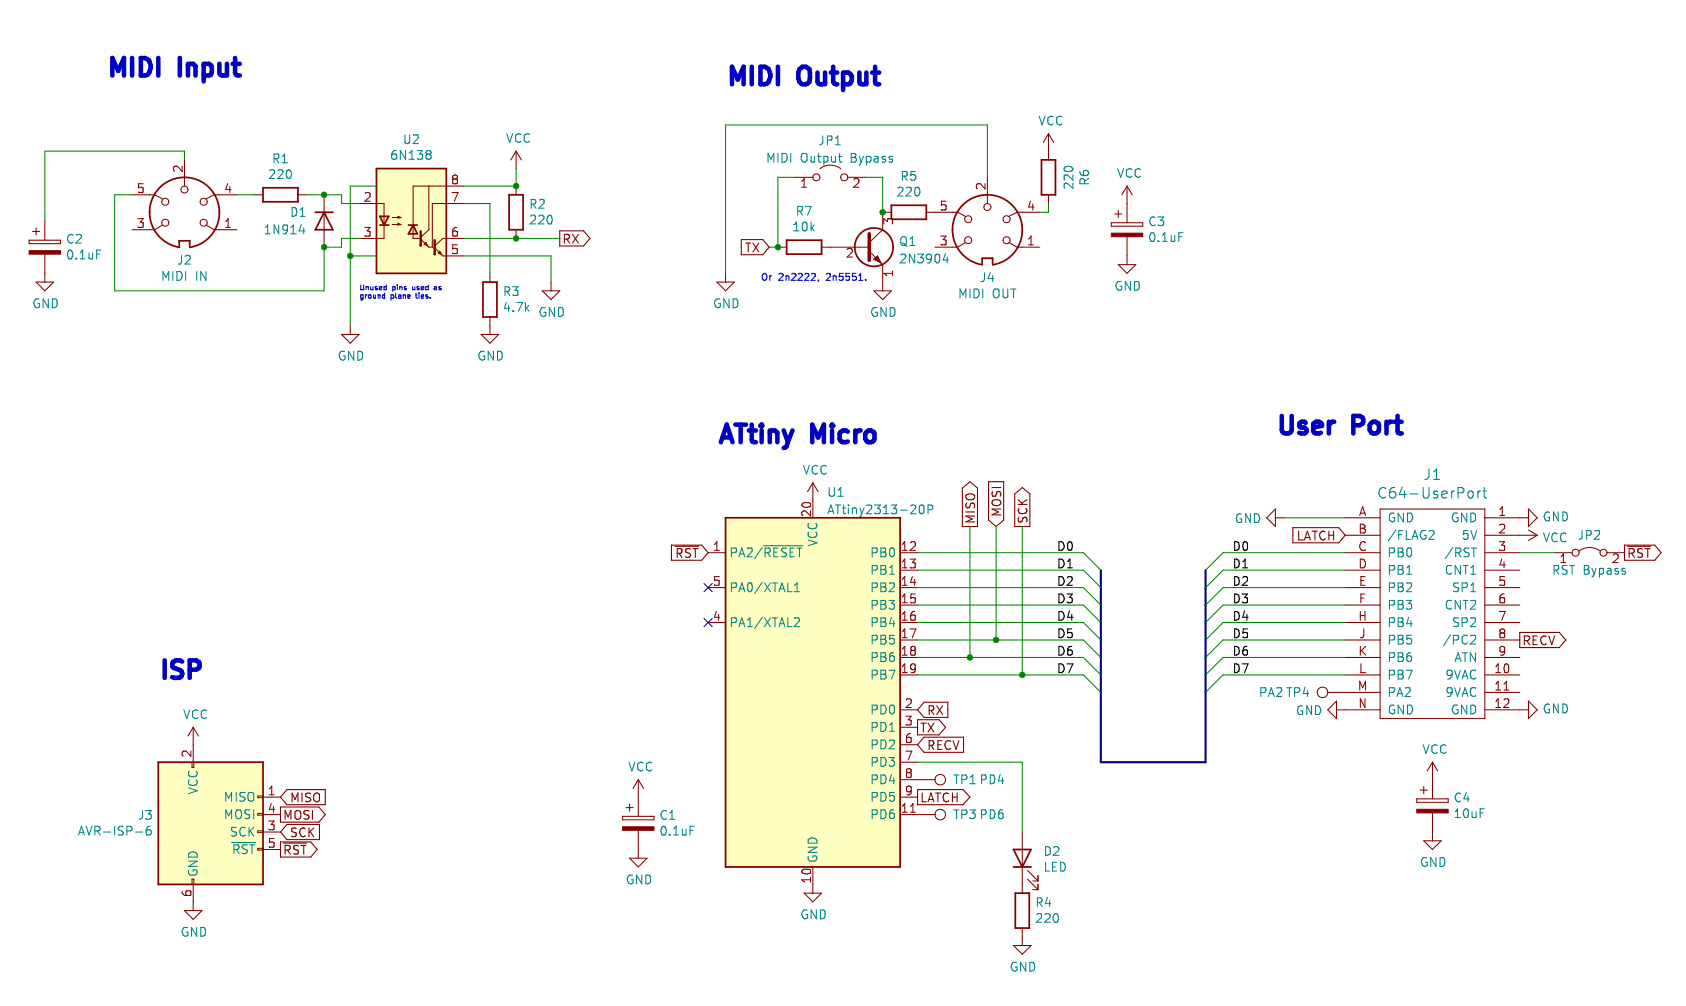 MIDI Input
2
5
4
3
1
J2
MIDI IN
C2
0.1uF
GND
R1
220
D1
1N914
U2
6N138
2
3
8
7
6
5
Unused pins used as
ground plane ties.
GND
VCC
R2
220
RX
R3
4.7k
GND
GND
MIDI Output
GND
JP1
MIDI Output Bypass
1
2
R7
10k
TX
Or 2n2222, 2n5551.
R5
220
3
2
1
Q1
2N3904
GND
2
5
4
3
1
J4
MIDI OUT
VCC
220
R6
VCC
C3
0.1uF
GND
ATtiny Micro
VCC
U1
ATtiny2313-20P
20
VCC
RST
1
PA2/RESET
5
PA0/XTAL1
4
PA1/XTAL2
PB0
12
PB1
13
PB2
14
PB3
15
PB4
16
PB5
17
PB6
18
PB7
19
PD0
2
RX
PD1
3
TX
PD2
6
RECV
PD3
7
PD4
8
TP1 PD4
PD5
9
LATCH
PD6
11
TP3 PD6
GND
10
GND
MISO
MOSI
SCK
D0
D1
D2
D3
D4
D5
D6
D7
D2
LED
R4
220
GND
VCC
C1
0.1uF
GND
User Port
J1
C64-UserPort
D0
D1
D2
D3
D4
D5
D6
D7
GND
A
GND
LATCH
B
/FLAG2
C
PB0
D
PB1
E
PB2
F
PB3
H
PB4
J
PB5
K
PB6
L
PB7
PA2 TP4
M
PA2
GND
N
GND
GND
1
GND
5V
2
VCC
/RST
3
CNT1
4
SP1
5
CNT2
6
SP2
7
/PC2
8
RECV
ATN
9
9VAC
10
9VAC
11
GND
12
GND
JP2
1
2
RST Bypass
RST
VCC
C4
10uF
GND
ISP
VCC
2
VCC
J3
AVR-ISP-6
MISO
1
MISO
MOSI
4
MOSI
SCK
3
SCK
RST
5
RST
GND
6
GND